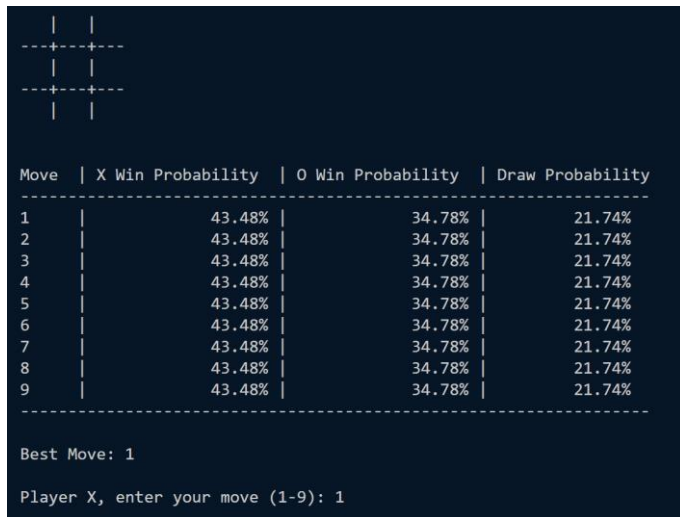 |   |
---+---+---
   |   |
---+---+---
   |   |
Move  | X Win Probability  | O Win Probability  | Draw Probability
------------------------------------------------------------------
1     |             43.48% |             34.78% |           21.74%
2     |             43.48% |             34.78% |           21.74%
3     |             43.48% |             34.78% |           21.74%
4     |             43.48% |             34.78% |           21.74%
5     |             43.48% |             34.78% |           21.74%
6     |             43.48% |             34.78% |           21.74%
7     |             43.48% |             34.78% |           21.74%
8     |             43.48% |             34.78% |           21.74%
9     |             43.48% |             34.78% |           21.74%
------------------------------------------------------------------
Best Move: 1
Player X, enter your move (1-9): 1